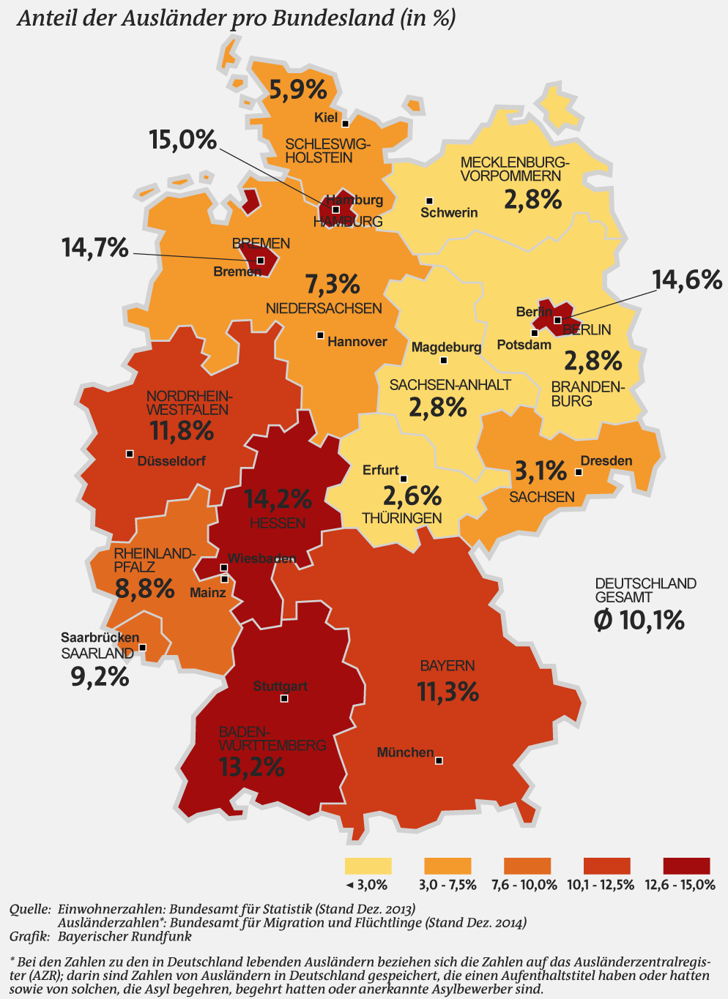 Anteil der Ausländer pro Bundesland (in %)
5,9%
Kiel
SCHLESWIG-
HOLSTEIN
15,0%
Hamburg
HAMBURG
MECKLENBURG-
VORPOMMERN
2,8%
Schwerin
14,7%
BREMEN
Bremen
7,3%
NIEDERSACHSEN
Hannover
14,6%
Berlin
BERLIN
Potsdam
2,8%
BRANDEN-
BURG
Magdeburg
SACHSEN-ANHALT
2,8%
NORDRHEIN-
WESTFALEN
11,8%
Düsseldorf
Erfurt
2,6%
THÜRINGEN
3,1%
Dresden
SACHSEN
14,2%
HESSEN
Wiesbaden
RHEINLAND-
PFALZ
8,8%
Mainz
Saarbrücken
SAARLAND
9,2%
DEUTSCHLAND
GESAMT
Ø 10,1%
BAYERN
11,3%
München
Stuttgart
BADEN-
WÜRTTEMBERG
13,2%
◄ 3,0%
3,0 - 7,5%
7,6 - 10,0%
10,1 - 12,5%
12,6 - 15,0%
Quelle: Einwohnerzahlen: Bundesamt für Statistik (Stand Dez. 2013)
Ausländerzahlen*: Bundesamt für Migration und Flüchtlinge (Stand Dez. 2014)
Grafik: Bayerischer Rundfunk
* Bei den Zahlen zu den in Deutschland lebenden Ausländern beziehen sich die Zahlen auf das Ausländerzentralregis-
ter (AZR); darin sind Zahlen von Ausländern in Deutschland gespeichert, die einen Aufenthaltstitel haben oder hatten
sowie von solchen, die Asyl begehren, begehrt hatten oder anerkannte Asylbewerber sind.